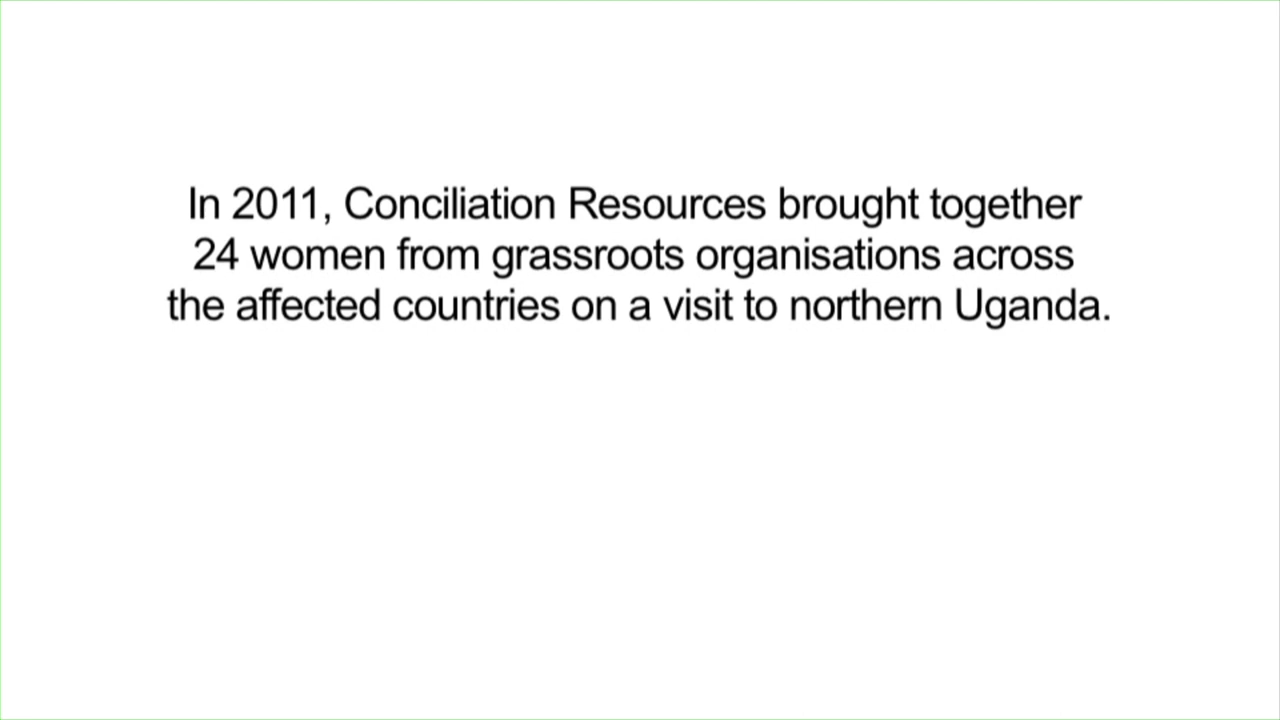 In 2011, Conciliation Resources brought together
24 women from grassroots organisations across
the affected countries on a visit to northern Uganda.